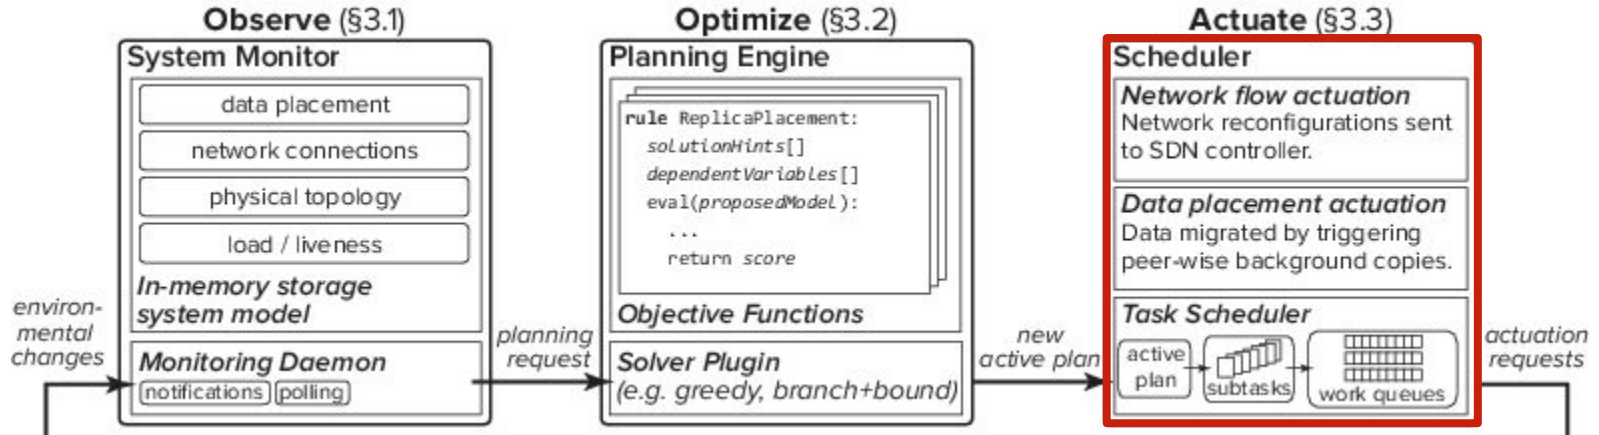 Observe (§3.1)
System Monitor
data placement
network connections
physical topology
load / liveness
In-memory storage
system model
environ-
mental
changes
Monitoring Daemon
notifications polling
planning
request
Optimize (§3.2)
Planning Engine
rule ReplicaPlacement:
solutionHints[]
dependentVariables[]
eval(proposedModel):
...
return score
Objective Functions
Solver Plugin
(e.g. greedy, branch+bound)
new
active plan
Actuate (§3.3)
Scheduler
Network flow actuation
Network reconfigurations sent
to SDN controller.
Data placement actuation
Data migrated by triggering
peer-wise background copies.
Task Scheduler
active
plan
subtasks
work queues
actuation
requests